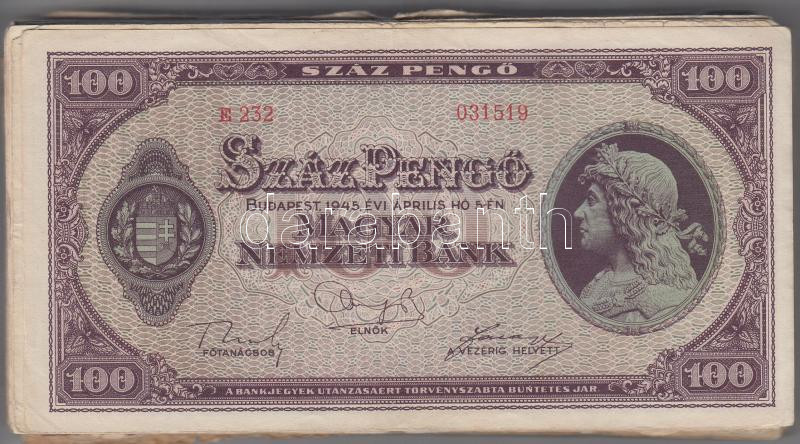 100 SZÁZ PENGŐ 100
E 232 031519
SZÁZ PENGŐ
BUDAPEST, 1945. ÉVI ÁPRILIS HÓ 5-ÉN
darabanth
MAGYAR
NEMZETI BANK
ELNÖK
FŐTANÁCSOS A VEZÉRIG. HELYETT
100 A BANKJEGYEK UTÁNZÁSÁÉRT TÖRVÉNYSZABTA BÜNTETÉS JÁR. 100